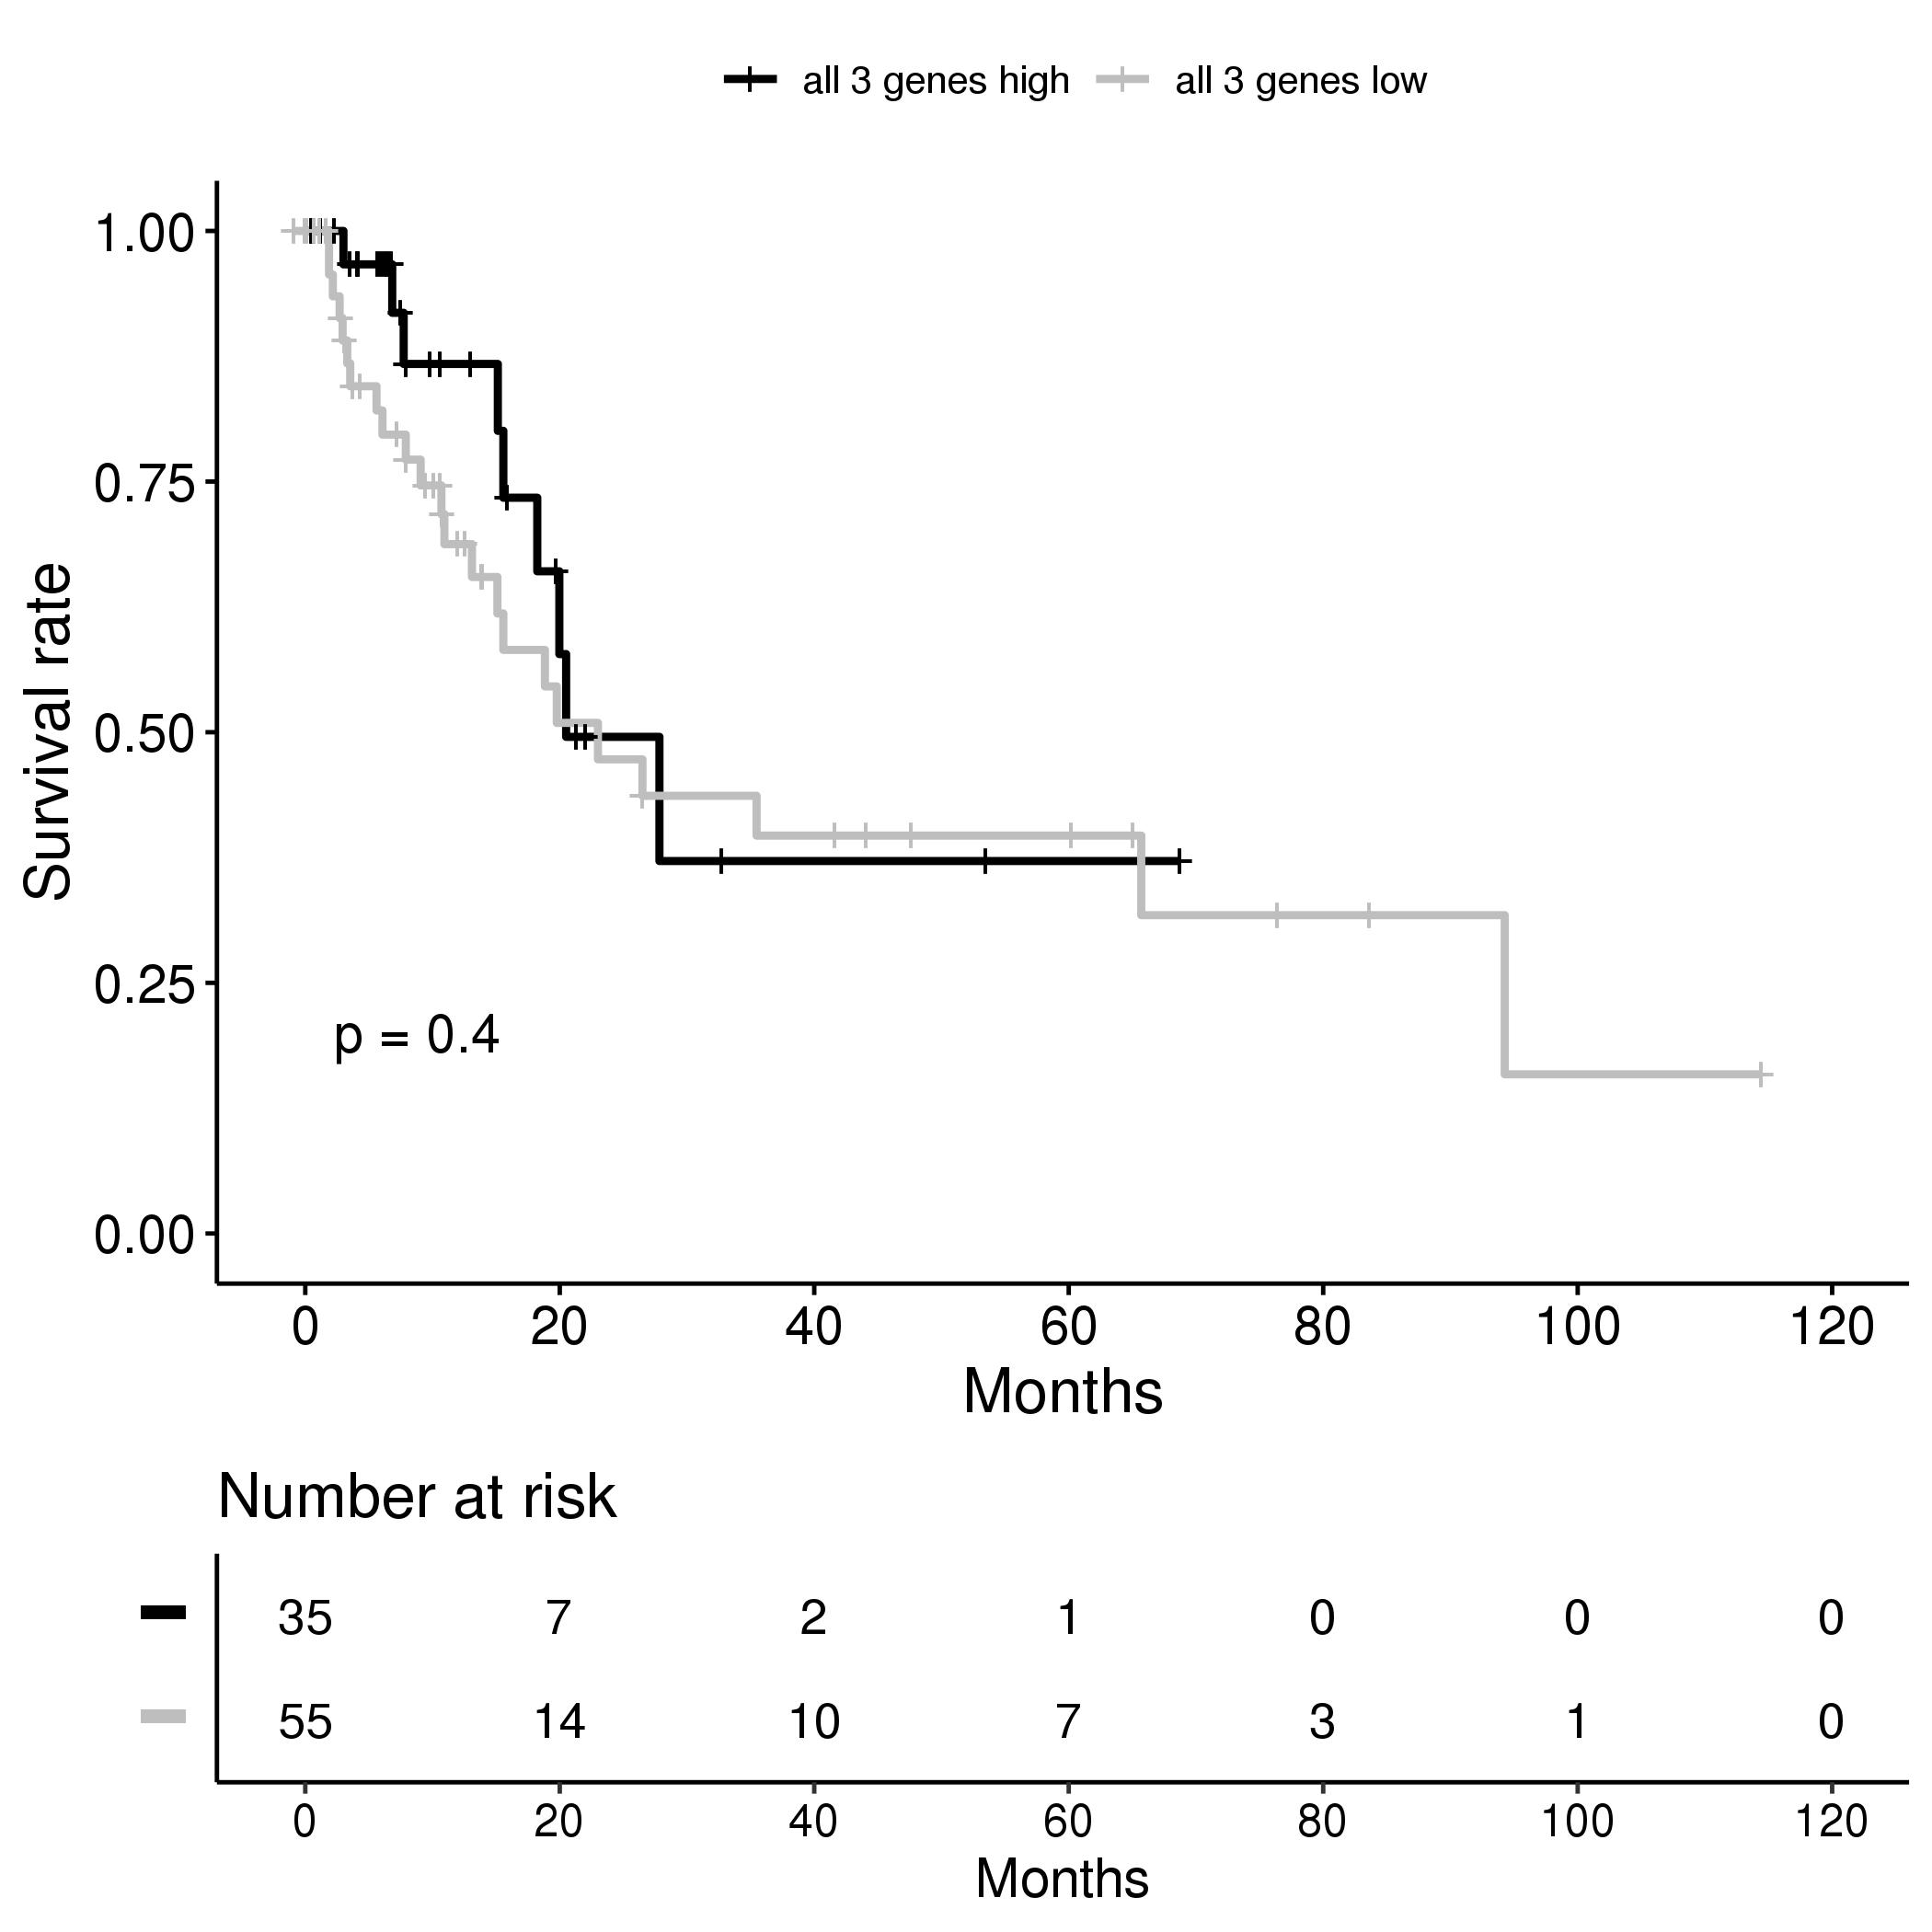 all 3 genes high all 3 genes low
1.00
0.75
0.50
0.25
0.00
Survival rate
p = 0.4
0 20 40 60 80 100 120
Months
Number at risk
35 7 2 1 0 0 0
55 14 10 7 3 1 0
0 20 40 60 80 100 120
Months